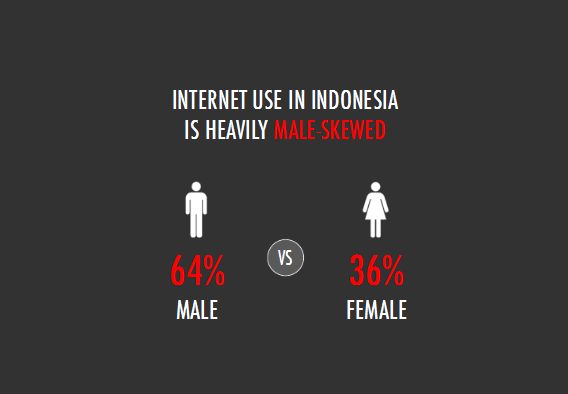 INTERNET USE IN INDONESIA
IS HEAVILY MALE-SKEWED
64%
MALE
VS
36%
FEMALE